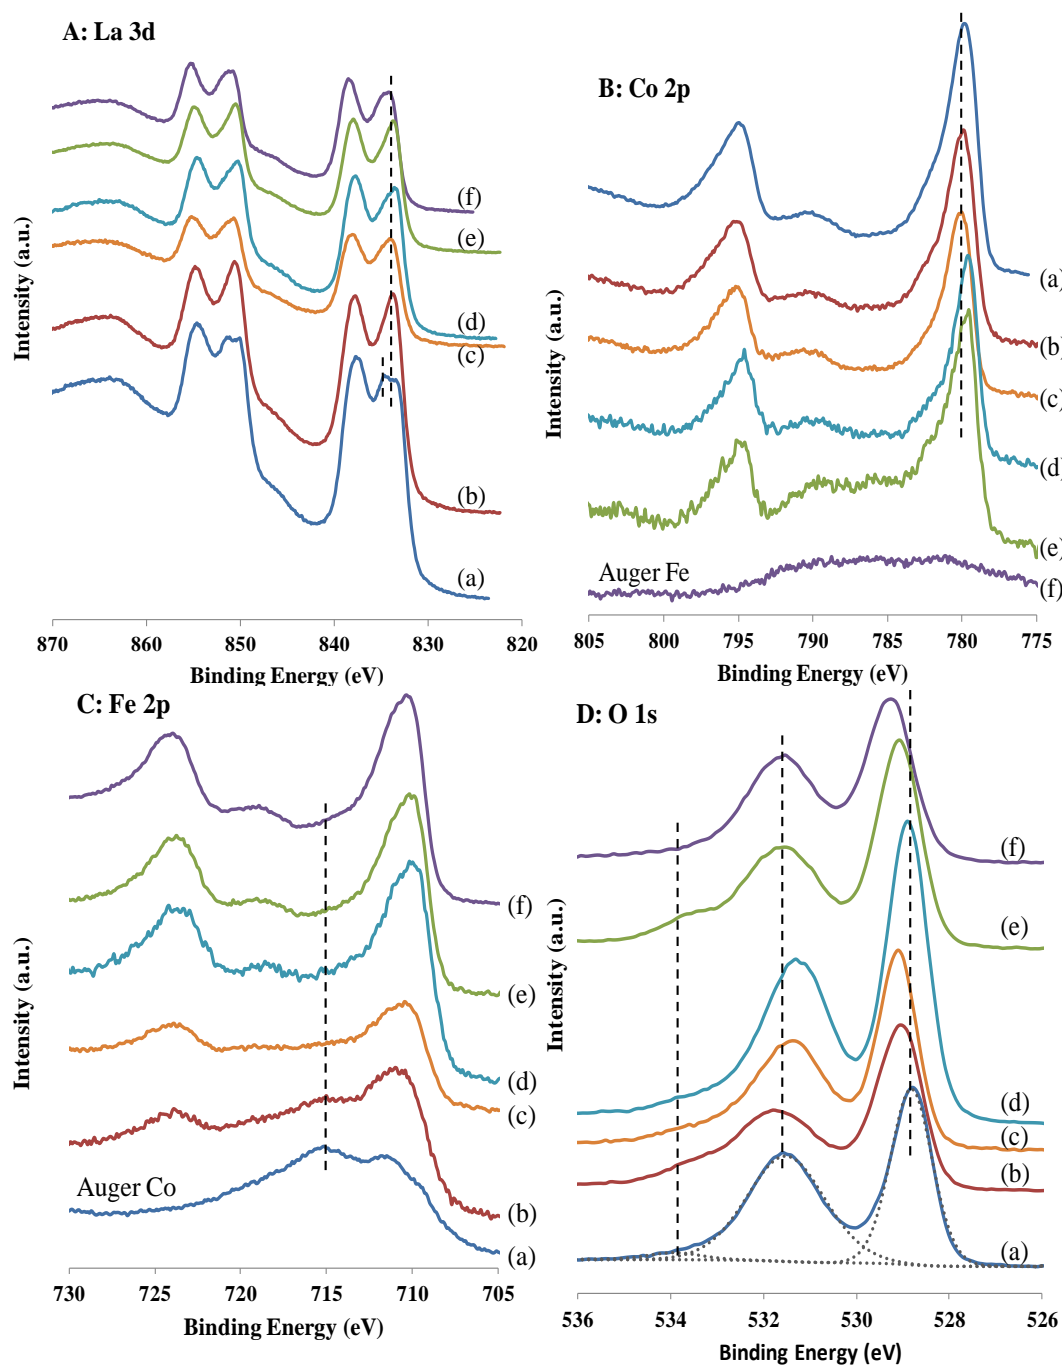 A: La 3d
Intensity (a.u.)
(f)
(e)
(d)
(c)
(b)
(a)
870 860 850 840 830 820
Binding Energy (eV)
B: Co 2p
Intensity (a.u.)
(a)
(b)
(c)
(d)
(e)
Auger Fe
(f)
805 800 795 790 785 780 775
Binding Energy (eV)
C: Fe 2p
Intensity (a.u.)
(f)
(e)
(d)
(c)
Auger Co
(b)
(a)
730 725 720 715 710 705
Binding Energy (eV)
D: O 1s
Intensity (a.u.)
(f)
(e)
(d)
(c)
(b)
(a)
536 534 532 530 528 526
Binding Energy (eV)